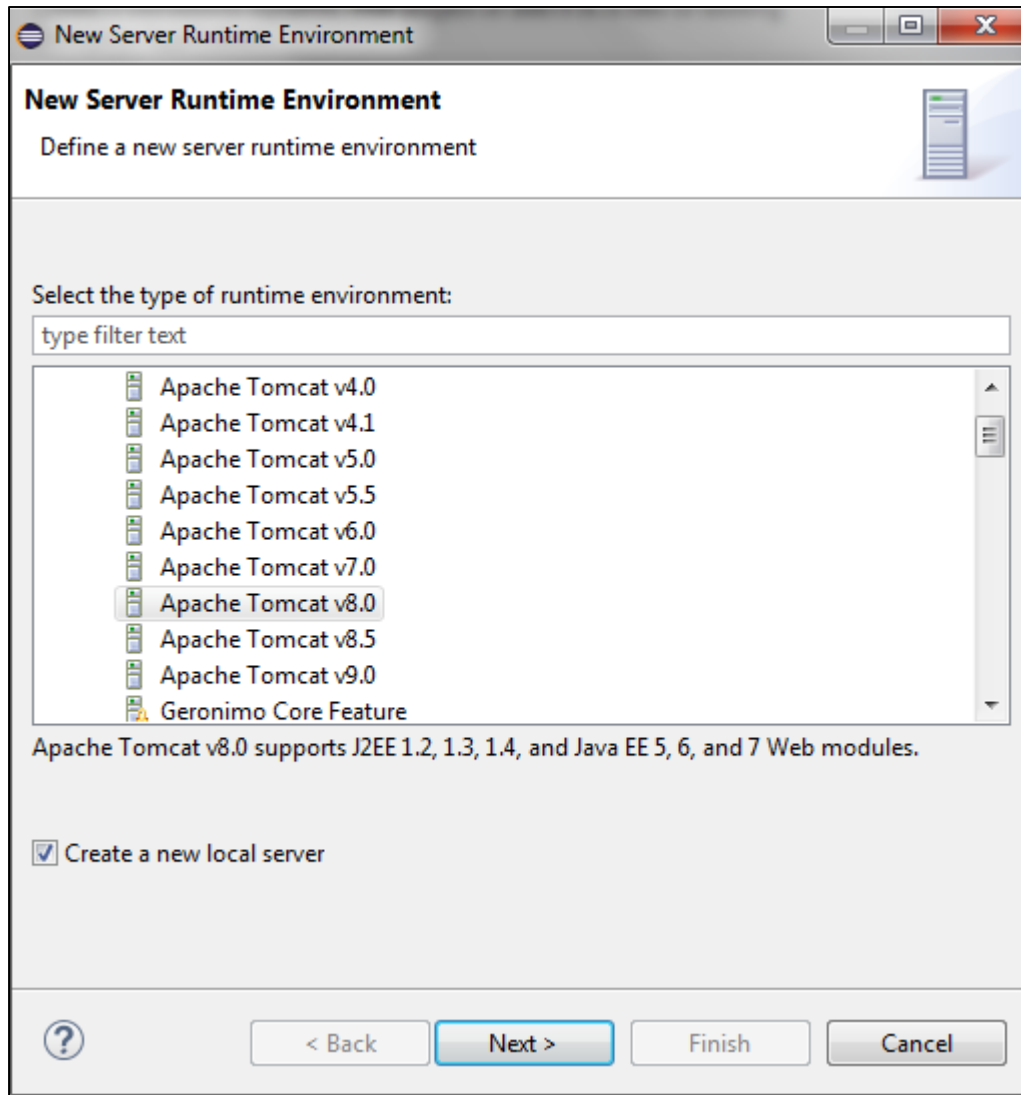 New Server Runtime Environment
New Server Runtime Environment
Define a new server runtime environment
Select the type of runtime environment:
type filter text
Apache Tomcat v4.0
Apache Tomcat v4.1
Apache Tomcat v5.0
Apache Tomcat v5.5
Apache Tomcat v6.0
Apache Tomcat v7.0
Apache Tomcat v8.0
Apache Tomcat v8.5
Apache Tomcat v9.0
Geronimo Core Feature
Apache Tomcat v8.0 supports J2EE 1.2, 1.3, 1.4, and Java EE 5, 6, and 7 Web modules.
Create a new local server
? < Back Next > Finish Cancel